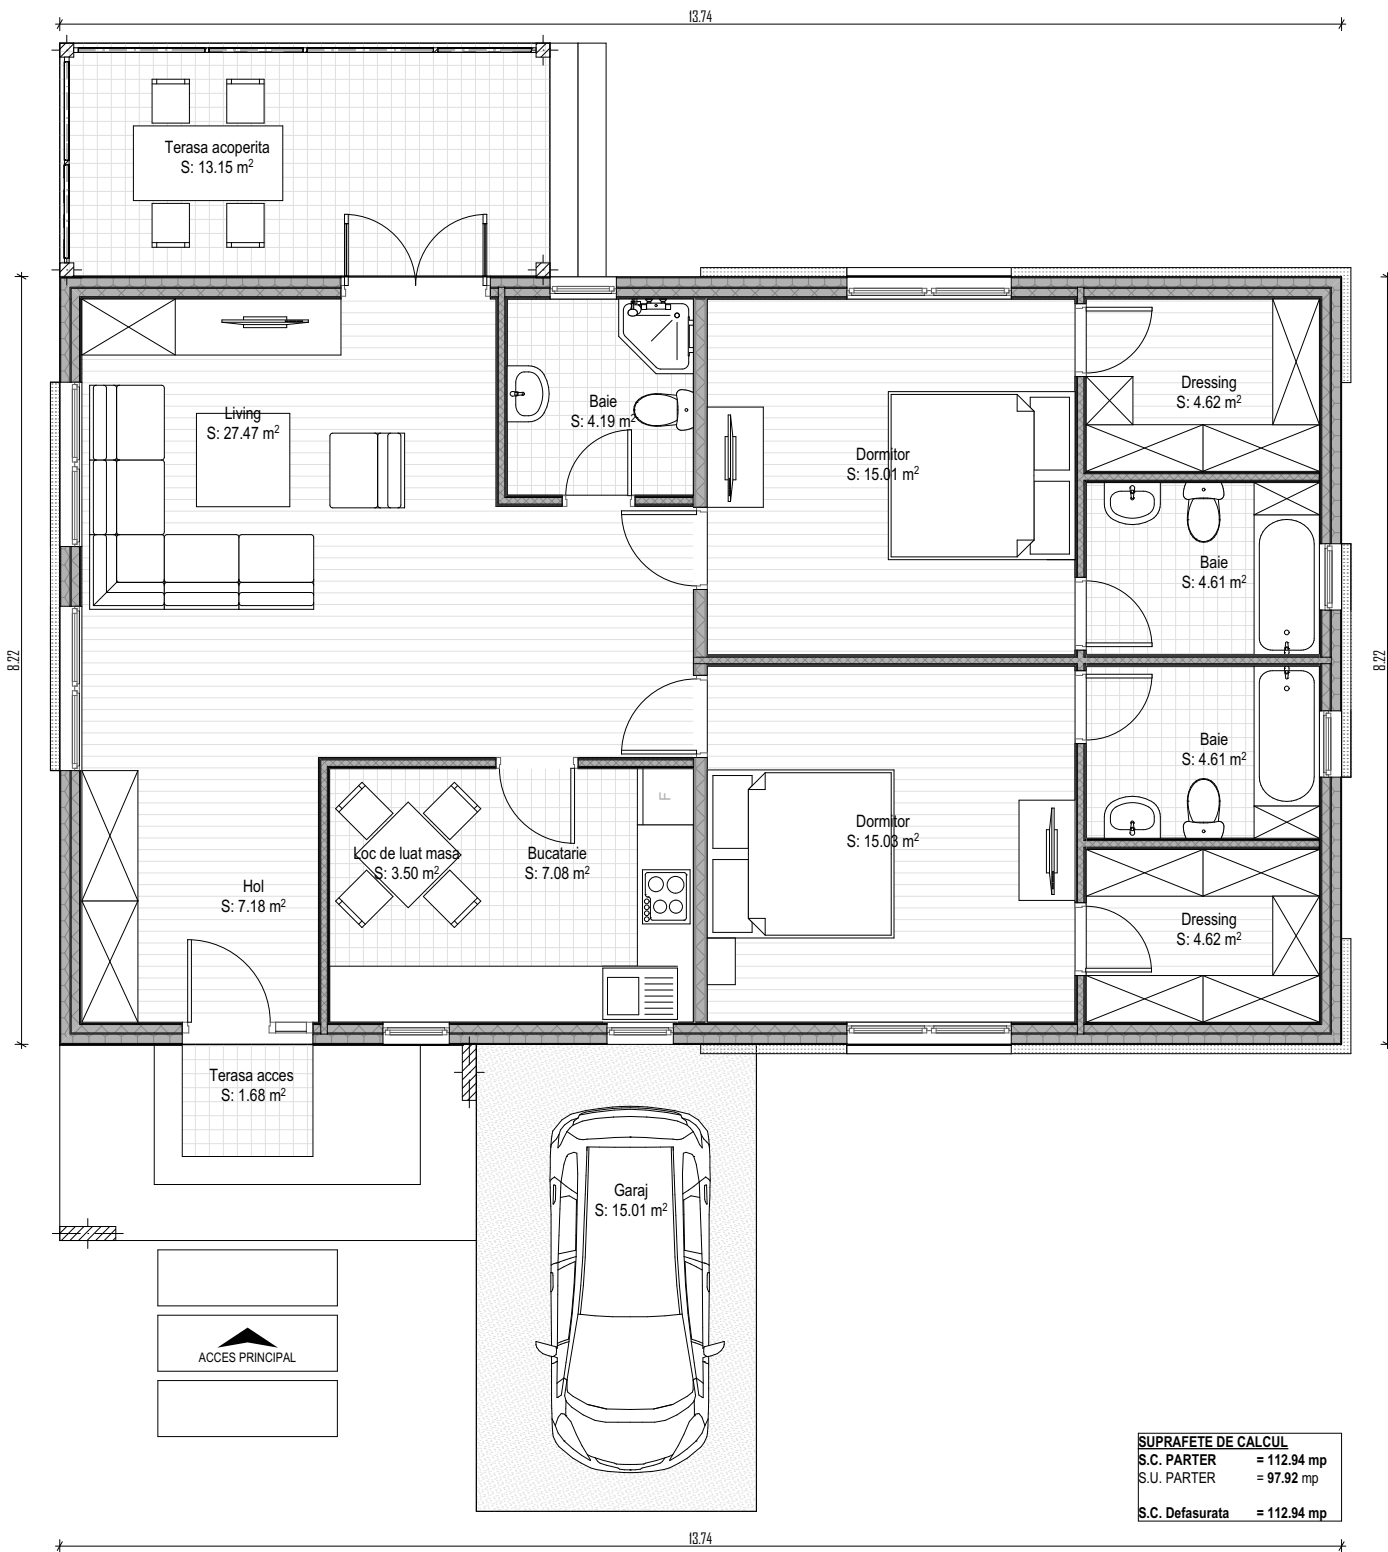 13.74
Terasa acoperita
S: 13.15 m²
Living
S: 27.47 m²
Baie
S: 4.19 m²
Dormitor
S: 15.01 m²
Dressing
S: 4.62 m²
Baie
S: 4.61 m²
8.22
8.22
Baie
S: 4.61 m²
F
Dormitor
S: 15.03 m²
Loc de luat masa
S: 3.50 m²
Bucatarie
S: 7.08 m²
Hol
S: 7.18 m²
Dressing
S: 4.62 m²
Terasa acces
S: 1.68 m²
Garaj
S: 15.01 m²
ACCES PRINCIPAL
SUPRAFETE DE CALCUL
S.C. PARTER = 112.94 mp
S.U. PARTER = 97.92 mp
S.C. Defasurata = 112.94 mp
13.74